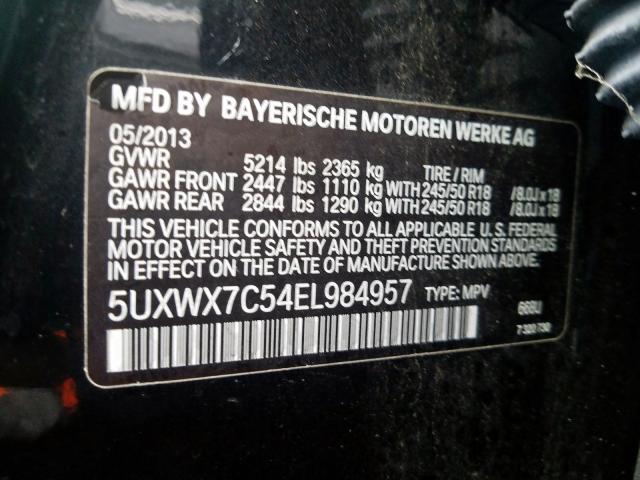 MFD BY BAYERISCHE MOTOREN WERKE AG
05/2013
GVWR 5214 lbs 2365 kg TIRE / RIM
GAWR FRONT 2447 lbs 1110 kg WITH 245/50 R18 /8.0J x 18
GAWR REAR 2844 lbs 1290 kg WITH 245/50 R18 /8.0J x 18
THIS VEHICLE CONFORMS TO ALL APPLICABLE U. S. FEDERAL
MOTOR VEHICLE SAFETY AND THEFT PREVENTION STANDARDS
IN EFFECT ON THE DATE OF MANUFACTURE SHOWN ABOVE.
5UXWX7C54EL984957 TYPE: MPV